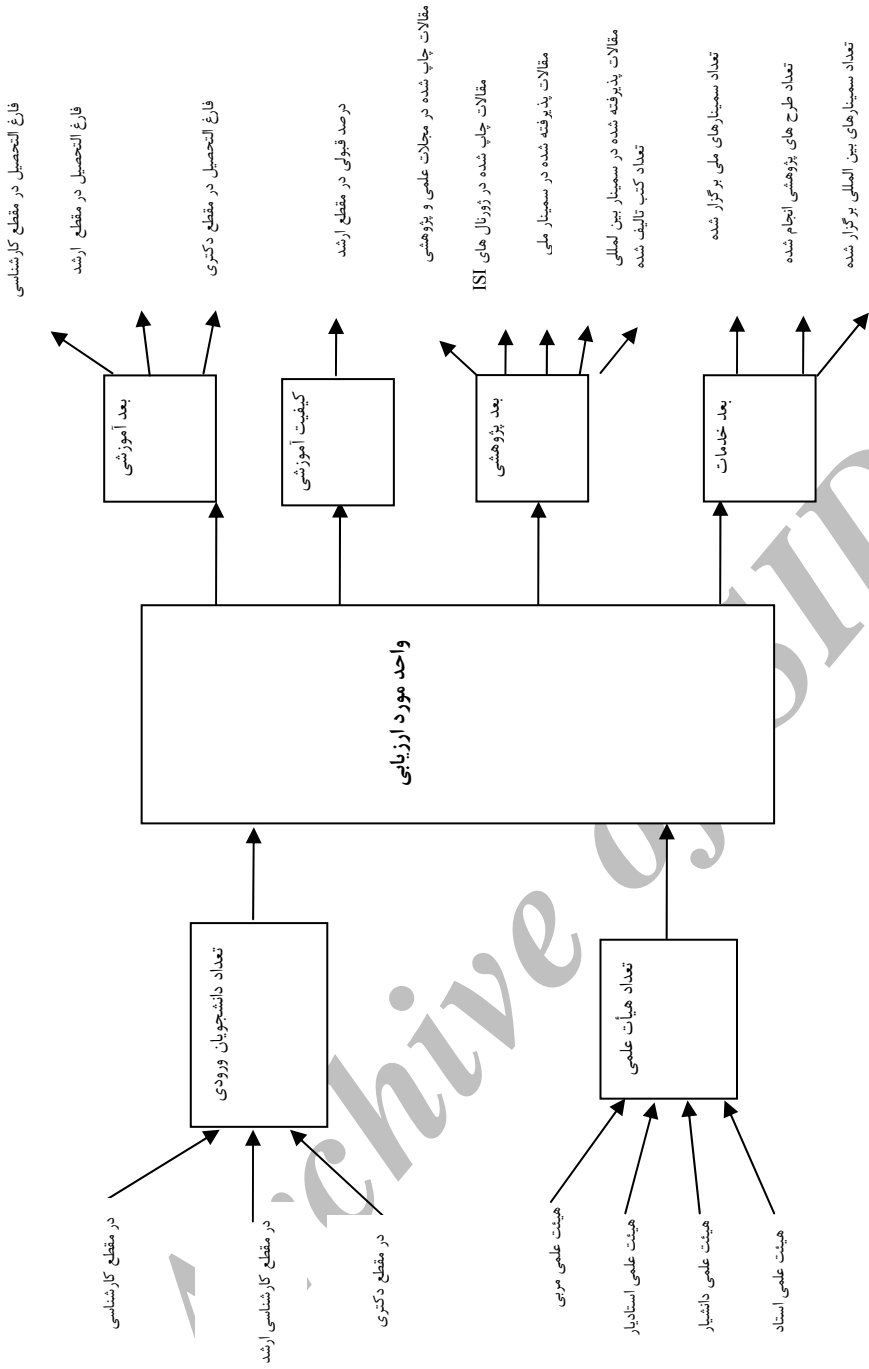 در مقطع کارشناسی
در مقطع کارشناسی ارشد
در مقطع دکتری
هیئت علمی مربی
هیئت علمی استادیار
هیئت علمی دانشیار
هیئت علمی استاد
تعداد دانشجویان ورودی
تعداد هیأت علمی
واحد مورد ارزیابی
بعد آموزشی
کیفیت آموزشی
بعد پژوهشی
بعد خدمات
فارغ التحصیل در مقطع کارشناسی
فارغ التحصیل در مقطع ارشد
فارغ التحصیل در مقطع دکتری
درصد قبولی در مقطع ارشد
مقالات چاپ شده در مجلات علمی و پژوهشی
مقالات چاپ شده در ژورنال های ISI
مقالات پذیرفته شده در سمینار ملی
مقالات پذیرفته شده در سمینار بین لمللی
تعداد کتب تالیف شده
تعداد سمینارهای ملی برگزار شده
تعداد طرح های پژوهشی انجام شده
تعداد سمینارهای بین المللی برگزار شده
Archive of SID